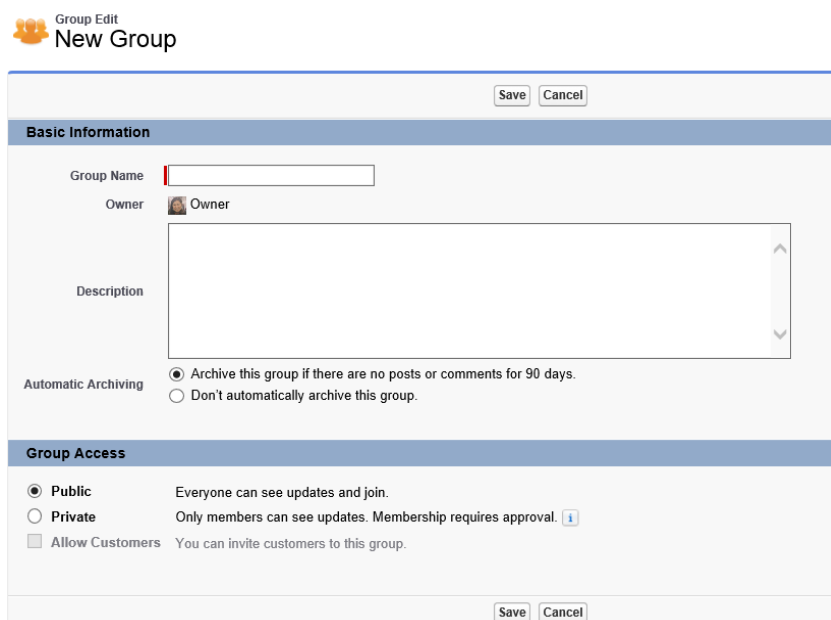 Group Edit
New Group
Save Cancel
Basic Information
Group Name
Owner Owner
Description
Automatic Archiving
Archive this group if there are no posts or comments for 90 days.
Don't automatically archive this group.
Group Access
Public Everyone can see updates and join.
Private Only members can see updates. Membership requires approval. i
Allow Customers You can invite customers to this group.
Save Cancel